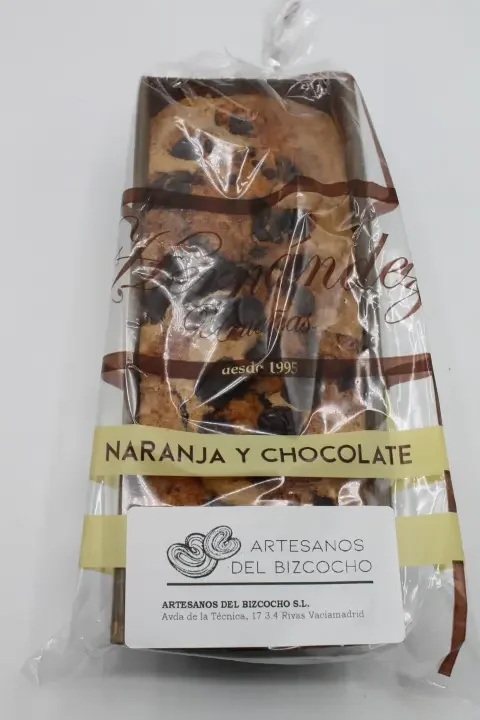 Hernández
desde 1995
NARANJA Y CHOCOLATE
ARTESANOS
DEL BIZCOCHO
ARTESANOS DEL BIZCOCHO S.L.
Avda de la Técnica, 17 3.4 Rivas Vaciamadrid